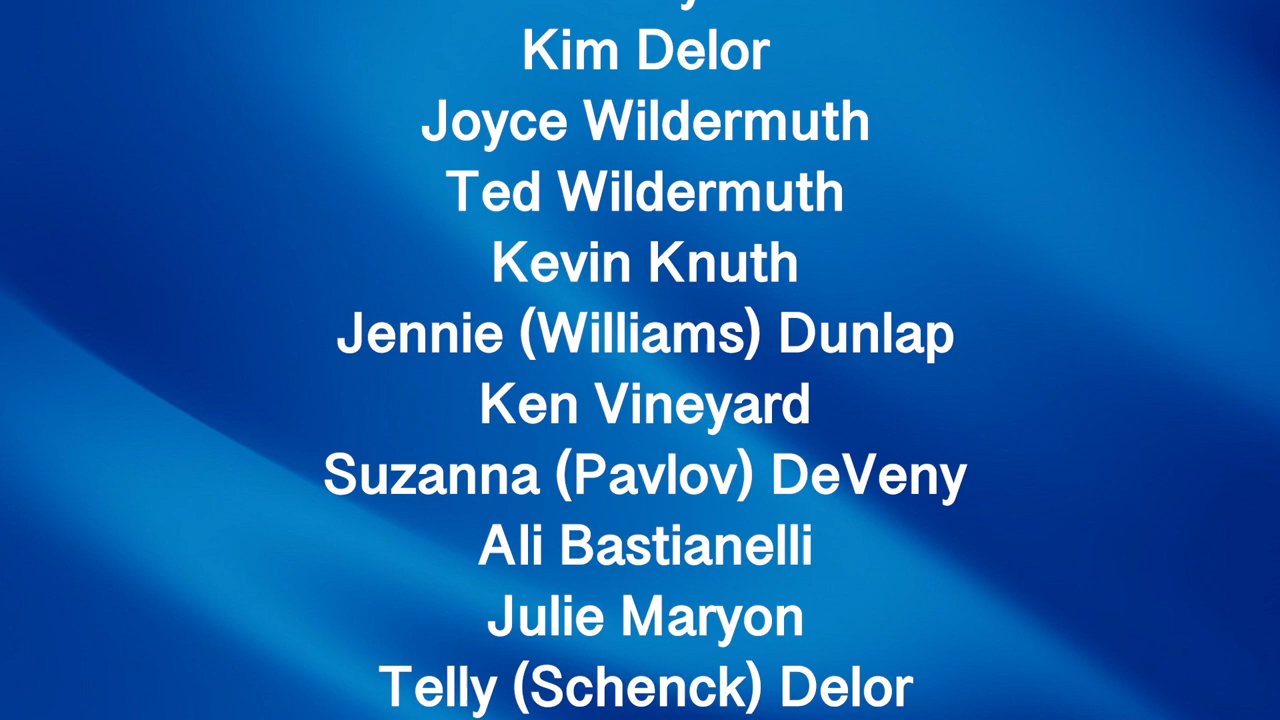 Kim Delor
Joyce Wildermuth
Ted Wildermuth
Kevin Knuth
Jennie (Williams) Dunlap
Ken Vineyard
Suzanna (Pavlov) DeVeny
Ali Bastianelli
Julie Maryon
Telly (Schenck) Delor